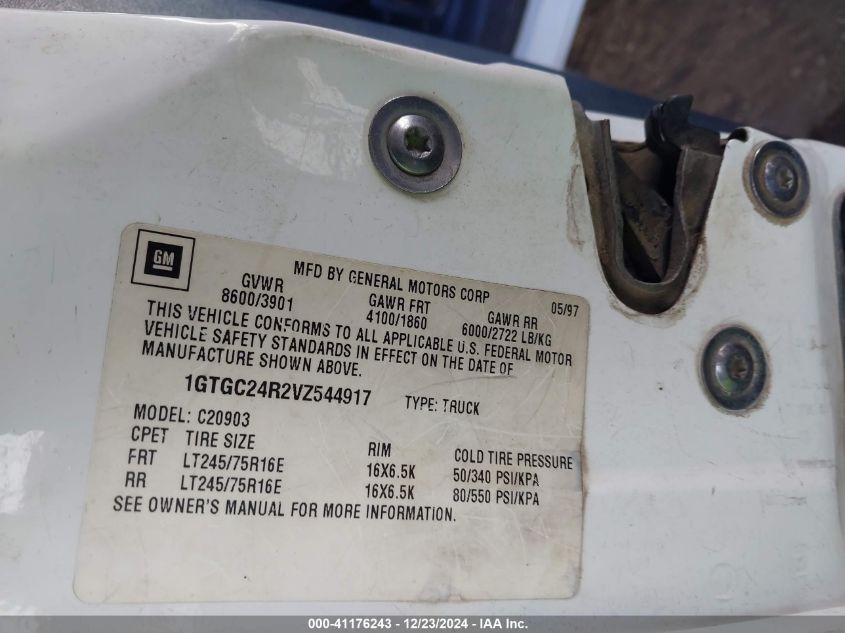 GM
MFD BY GENERAL MOTORS CORP 05/97
GVWR GAWR FRT GAWR RR
8600/3901 4100/1860 6000/2722 LB/KG
THIS VEHICLE CONFORMS TO ALL APPLICABLE U.S. FEDERAL MOTOR
VEHICLE SAFETY STANDARDS IN EFFECT ON THE DATE OF
MANUFACTURE SHOWN ABOVE.
1GTGC24R2VZ544917 TYPE: TRUCK
MODEL: C20903
CPET TIRE SIZE RIM COLD TIRE PRESSURE
FRT LT245/75R16E 16X6.5K 50/340 PSI/KPA
RR LT245/75R16E 16X6.5K 80/550 PSI/KPA
SEE OWNER'S MANUAL FOR MORE INFORMATION.
000-41176243 - 12/23/2024 - IAA Inc.